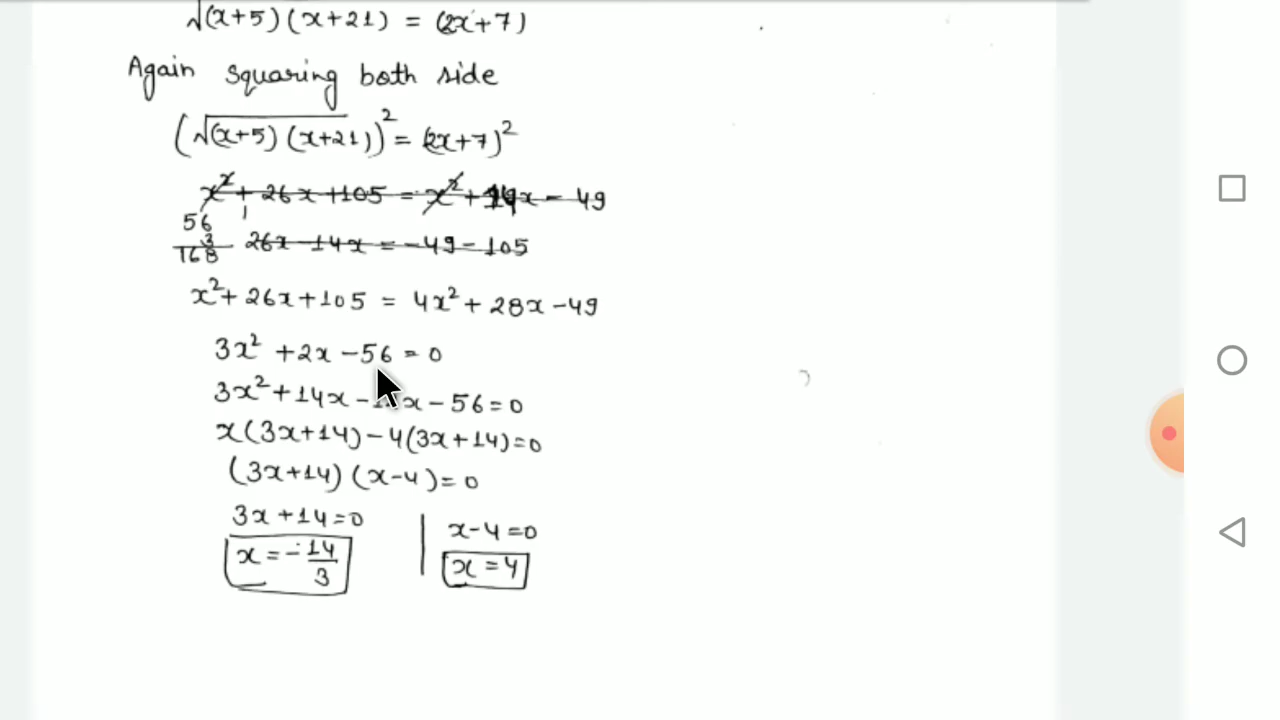 √(x+5)(x+21) = (2x+7)
Again squaring both side
(√(x+5)(x+21))² = (2x+7)²
x² + 26x+105 = x² + 14x - 49
56
3
168
26x - 14x = -49 - 105
x² + 26x + 105 = 4x² + 28x - 49
3x² + 2x - 56 = 0
3x² + 14x - x - 56 = 0
x(3x+14) - 4(3x+14) = 0
(3x+14)(x-4) = 0
3x + 14 = 0
x = -14/3
x - 4 = 0
x = 4